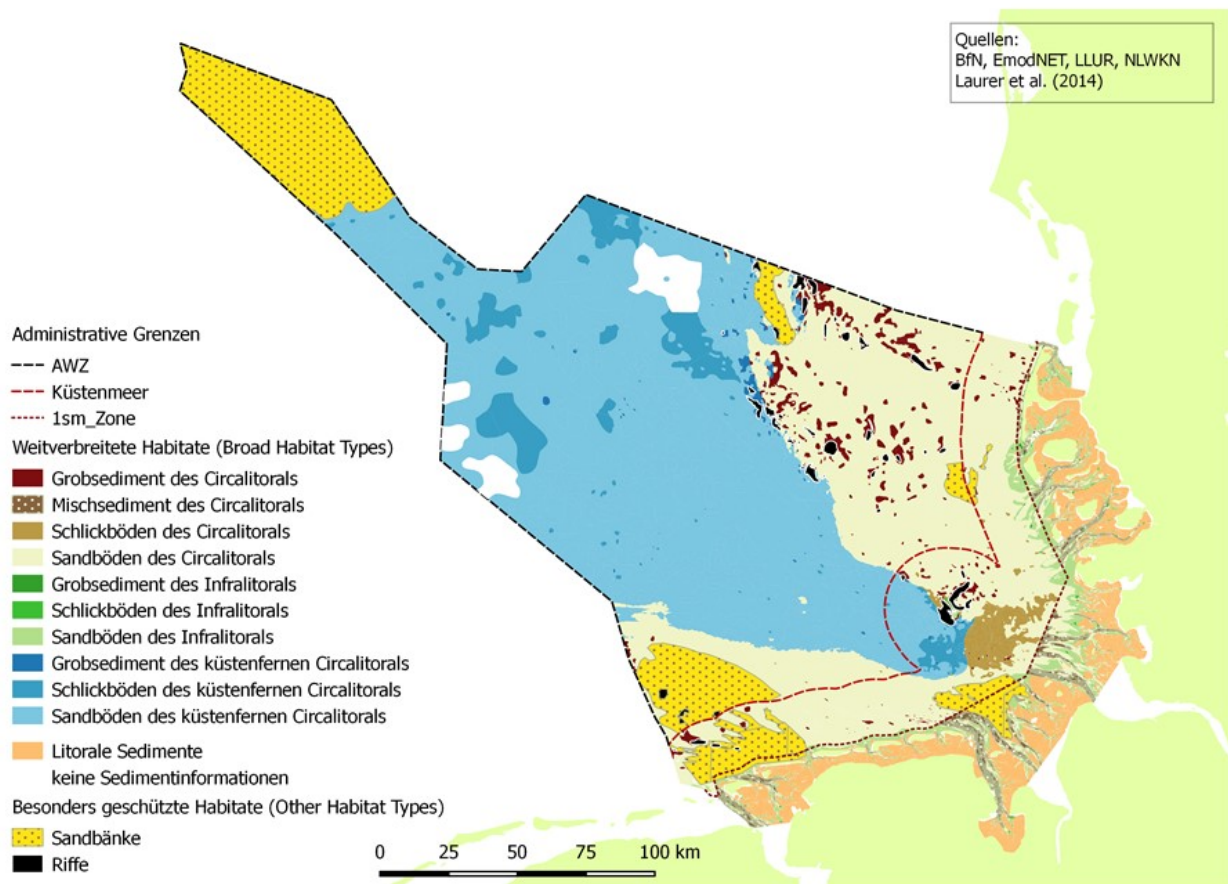 Quellen:
BfN, EmodNET, LLUR, NLWKN
Laurer et al. (2014)
Administrative Grenzen
AWZ
Küstenmeer
1sm_Zone
Weitverbreitete Habitate (Broad Habitat Types)
Grobsediment des Circalitorals
Mischsediment des Circalitorals
Schlickböden des Circalitorals
Sandböden des Circalitorals
Grobsediment des Infralitorals
Schlickböden des Infralitorals
Sandböden des Infralitorals
Grobsediment des küstenfernen Circalitorals
Schlickböden des küstenfernen Circalitorals
Sandböden des küstenfernen Circalitorals
Litorale Sedimente
keine Sedimentinformationen
Besonders geschützte Habitate (Other Habitat Types)
Sandbänke
Riffe
0 25 50 75 100 km